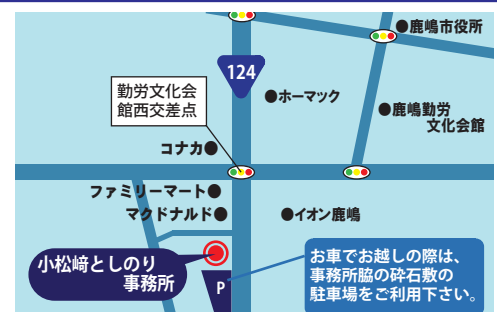 鹿嶋市役所
124
ホーマック
勤労文化会
館西交差点
鹿嶋勤労
文化会館
コナカ
ファミリーマート
マクドナルド
イオン鹿嶋
小松﨑としのり
事務所
P
お車でお越しの際は、
事務所脇の砕石敷の
駐車場をご利用下さい。